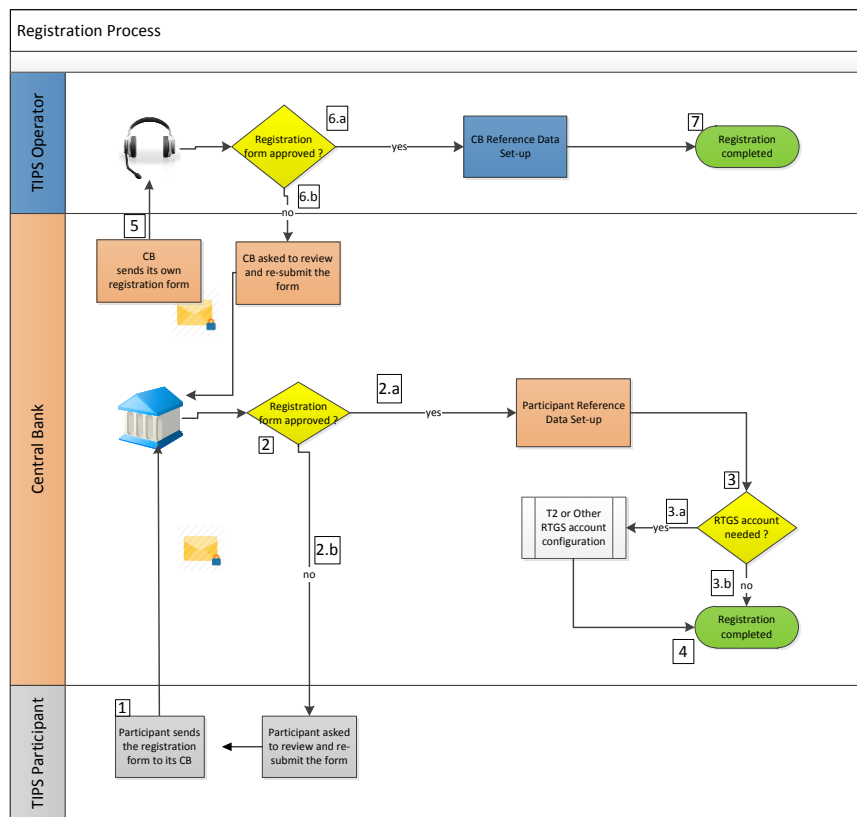 Registration Process
TIPS Operator
6.a
Registration
form approved ?
yes
CB Reference Data
Set-up
7
Registration
completed
6.b
no
5
CB
sends its own
registration form
CB asked to review
and re-submit the
form
Central Bank
2.a
Registration
form approved ?
yes
2
Participant Reference
Data Set-up
3
3.a
T2 or Other
RTGS account
configuration
yes
RTGS account
needed ?
2.b
no
3.b
no
Registration
completed
4
TIPS Participant
1
Participant sends
the registration
form to its CB
Participant asked
to review and re-
submit the form